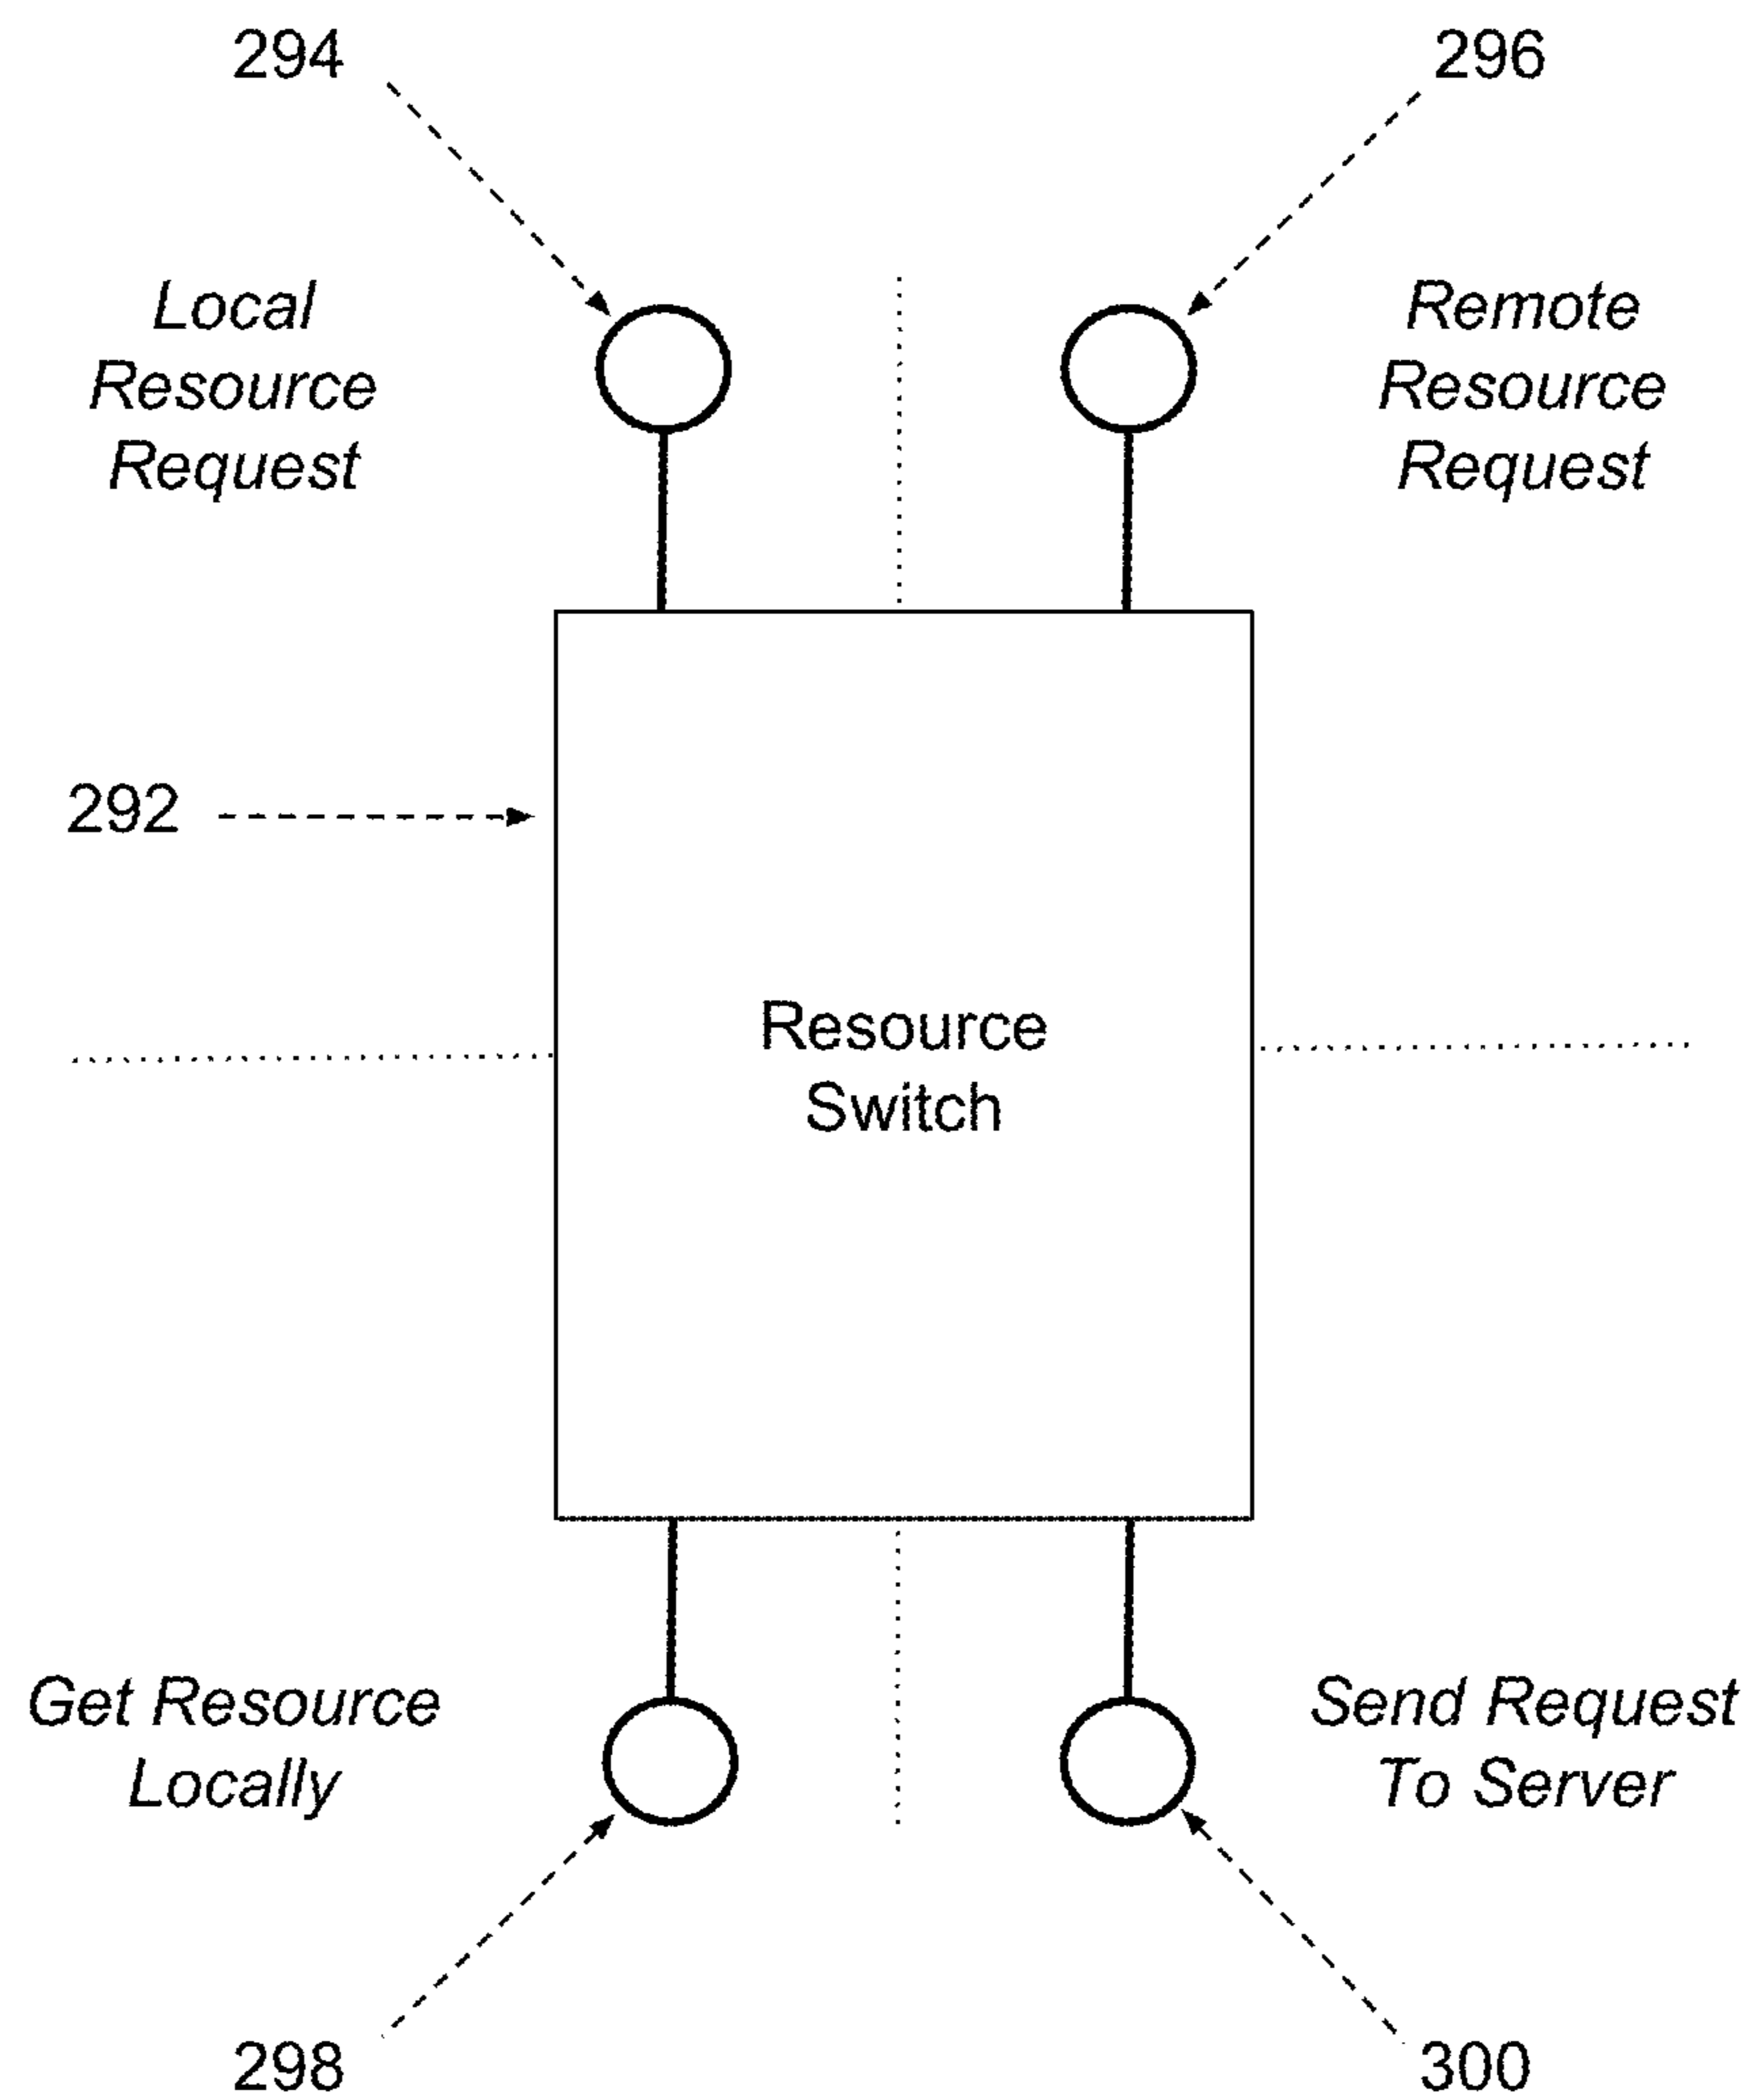 294
296
Local
Resource
Request
Remote
Resource
Request
292
Resource
Switch
Get Resource
Locally
Send Request
To Server
298
300